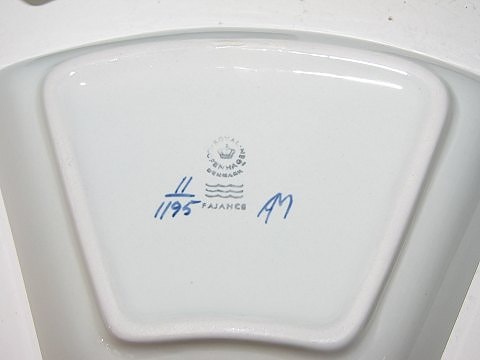 ROYAL
COPENHAGEN
DENMARK
11
1195
FAJANCE
AM